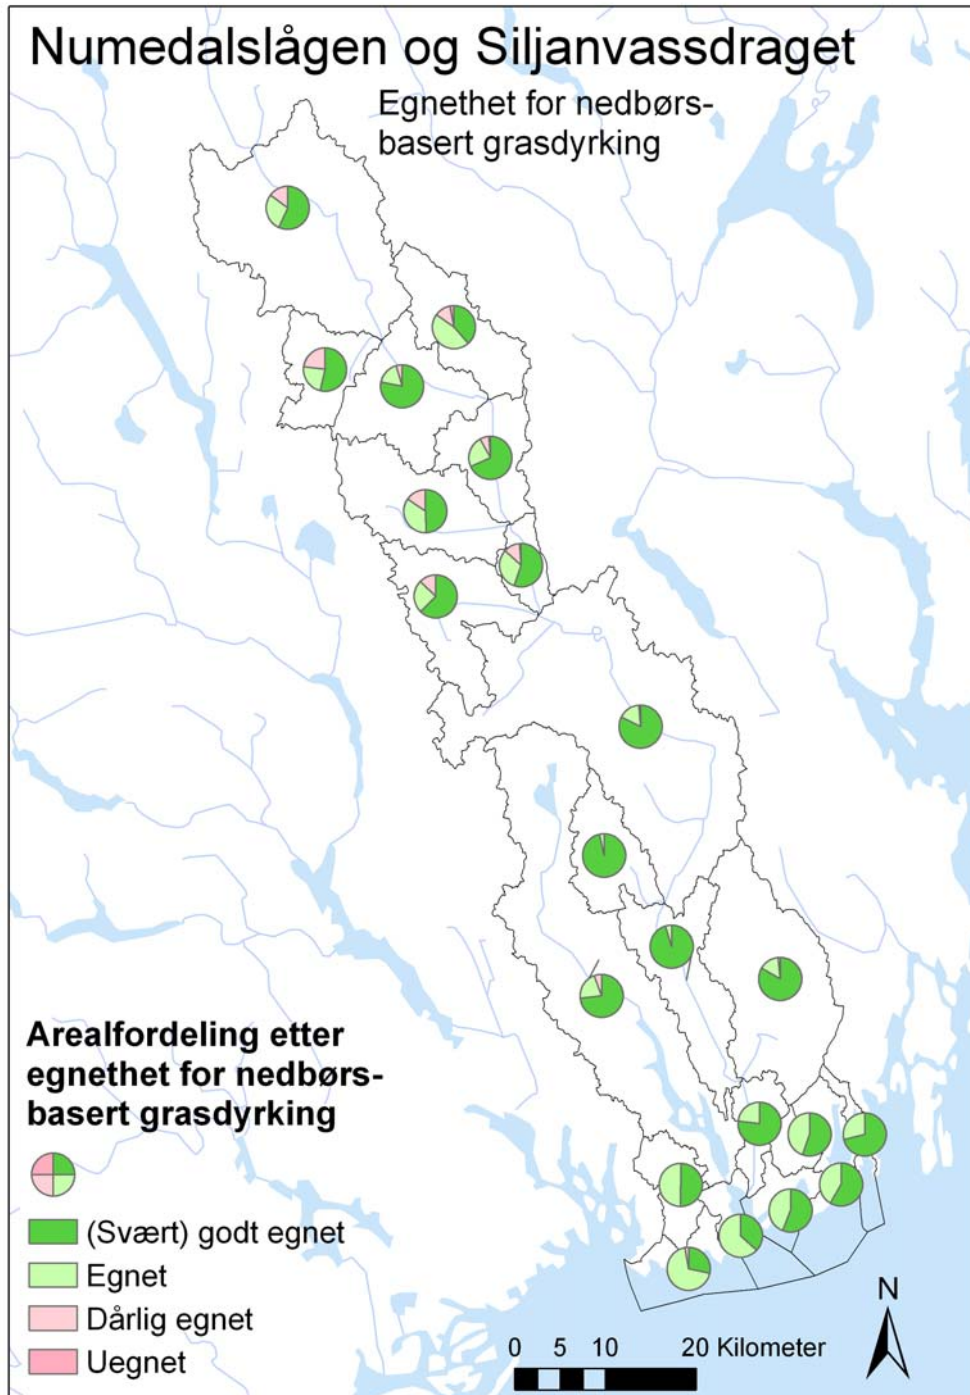 Numedalslågen og Siljanvassdraget
Egnethet for nedbørs-
basert grasdyrking
Arealfordeling etter
egnethet for nedbørs-
basert grasdyrking
(Svært) godt egnet
Egnet
Dårlig egnet
Uegnet
N
0 5 10 20 Kilometer